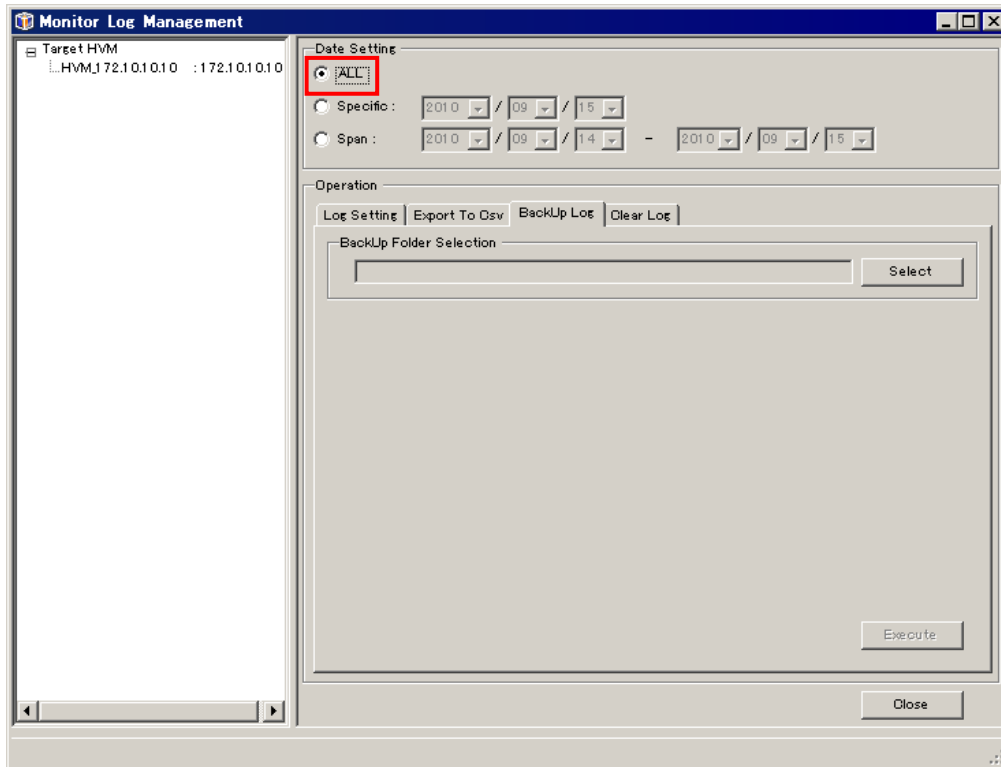 Monitor Log Management
Target HVM
HVM_172.10.10.10 :172.10.10.10
Date Setting
ALL
Specific : 2010 / 09 / 15
Span : 2010 / 09 / 14 - 2010 / 09 / 15
Operation
Log Setting Export To Csv BackUp Log Clear Log
BackUp Folder Selection
Select
Execute
Close